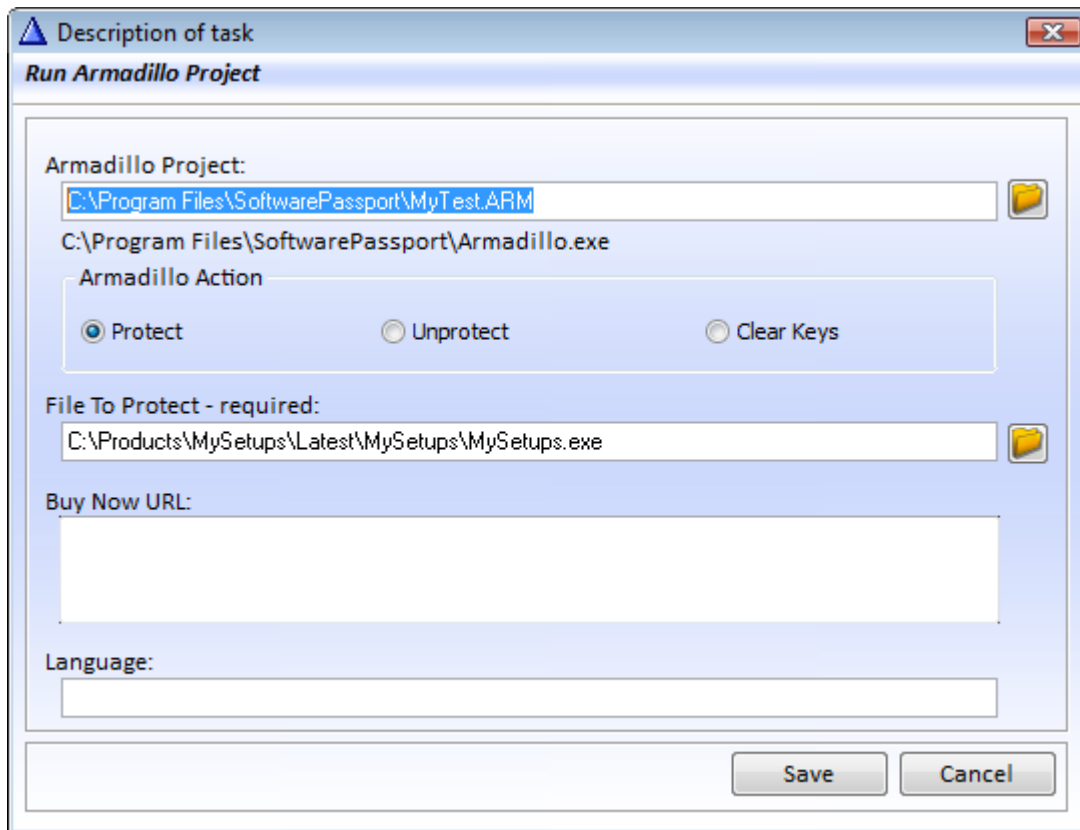 Description of task
Run Armadillo Project
Armadillo Project:
C:\Program Files\SoftwarePassport\MyTest.ARM
C:\Program Files\SoftwarePassport\Armadillo.exe
Armadillo Action
Protect Unprotect Clear Keys
File To Protect - required:
C:\Products\MySetups\Latest\MySetups\MySetups.exe
Buy Now URL:
Language:
Save Cancel